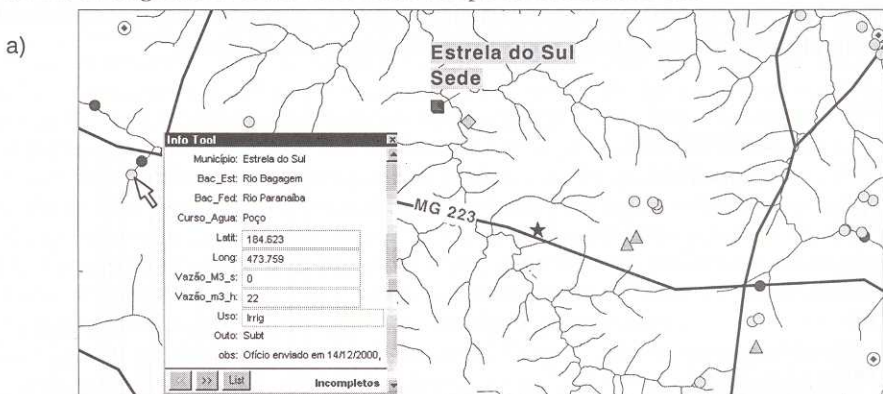 a)
Estrela do Sul
Sede
Info Tool
Município: Estrela do Sul
Bac_Est: Rio Bagagem
Bac_Fed: Rio Paranaíba
Curso_Agua: Poço
Latit: 184.623
Long: 473.759
Vazão_M3_s: 0
Vazão_m3_h: 22
Uso: Irrig
Outo: Subt
obs: Ofício enviado em 14/12/2000,
>> List Incompletos
MG 223